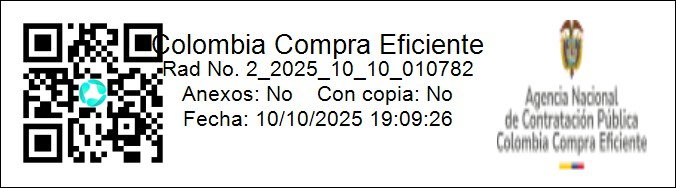 Colombia Compra Eficiente
Rad No. 2_2025_10_10_010782
Anexos: No    Con copia: No
Fecha: 10/10/2025 19:09:26
Agencia Nacional
de Contratación Pública
Colombia Compra Eficiente